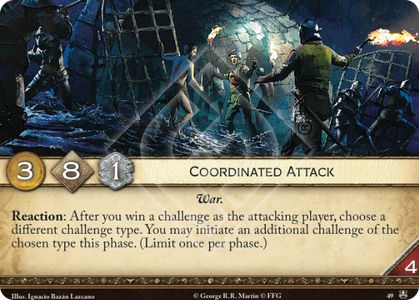 3 8 1 COORDINATED ATTACK
War.
Reaction: After you win a challenge as the attacking player, choose a
different challenge type. You may initiate an additional challenge of the
chosen type this phase. (Limit once per phase.)
4
Illus. Ignacio Bazán Lazcano © George R.R. Martin © FFG 49